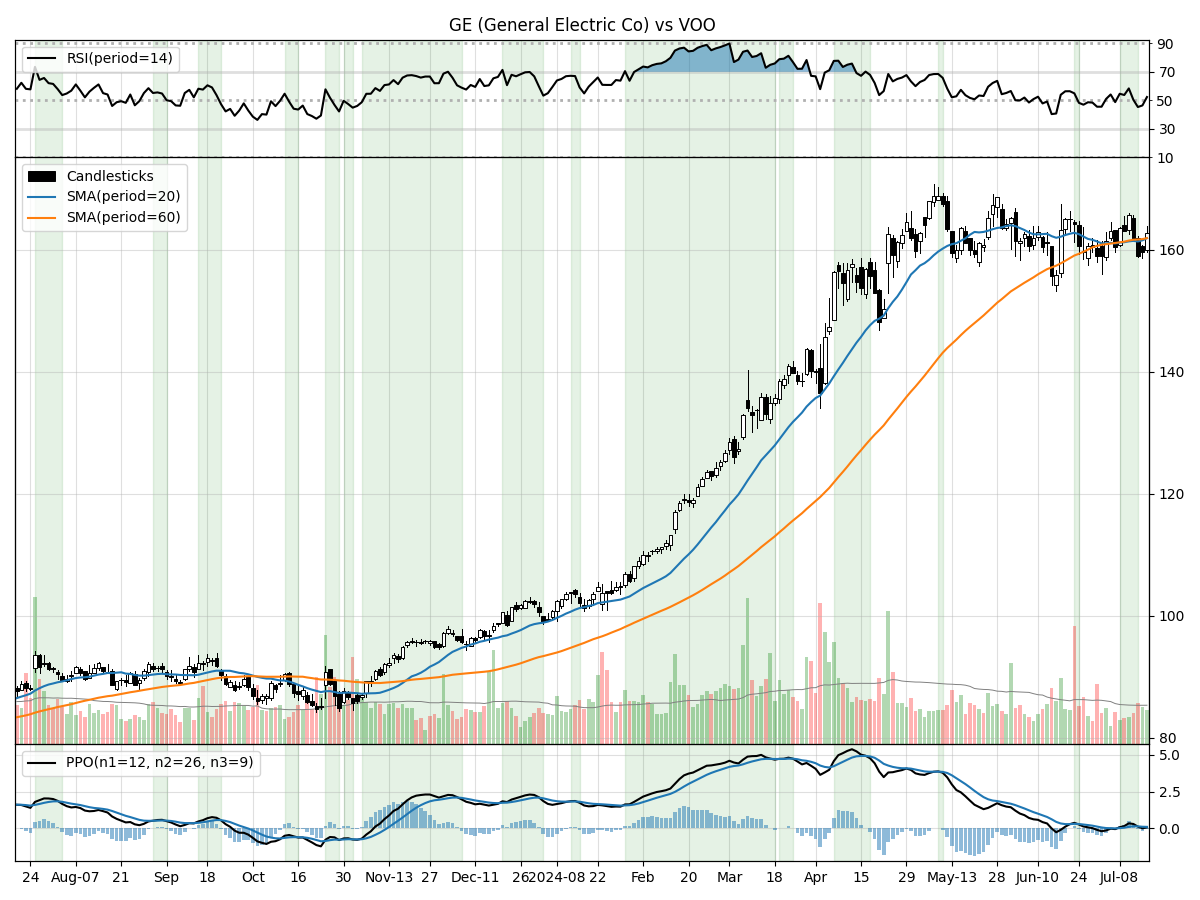 GE (General Electric Co) vs VOO
RSI(period=14)
90
70
50
30
10
Candlesticks
SMA(period=20)
SMA(period=60)
160
140
120
100
80
PPO(n1=12, n2=26, n3=9)
5.0
2.5
0.0
24 Aug-07 21 Sep 18 Oct 16 30 Nov-13 27 Dec-11 26 2024-08 22 Feb 20 Mar 18 Apr 15 29 May-13 28 Jun-10 24 Jul-08